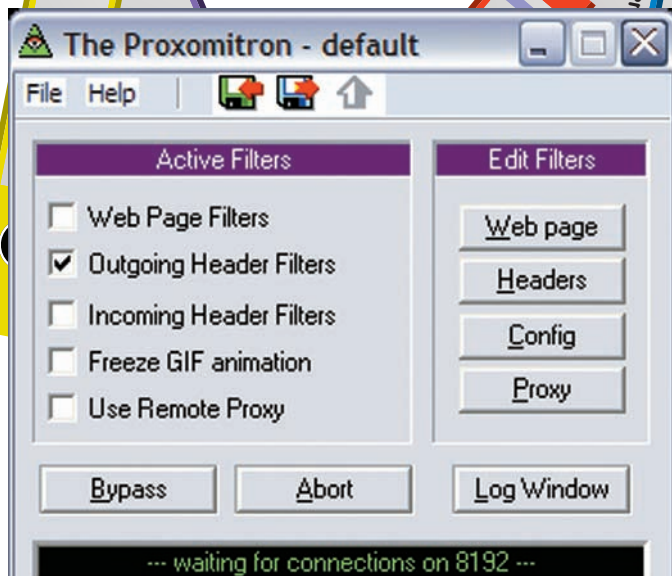 The Proxomitron - default
File Help
Active Filters
Web Page Filters
Outgoing Header Filters
Incoming Header Filters
Freeze GIF animation
Use Remote Proxy
Edit Filters
Web page
Headers
Config
Proxy
Bypass Abort Log Window
--- waiting for connections on 8192 ---